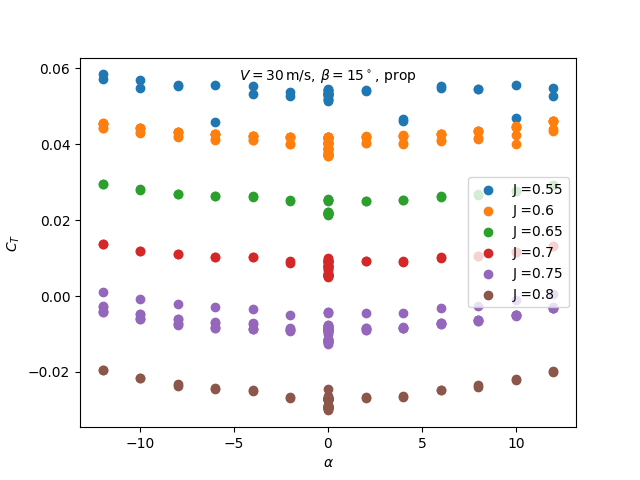 V = 30 m/s, β = 15°, prop
0.06
0.04
0.02
0.00
−0.02
C_T
J =0.55
J =0.6
J =0.65
J =0.7
J =0.75
J =0.8
−10 −5 0 5 10
α